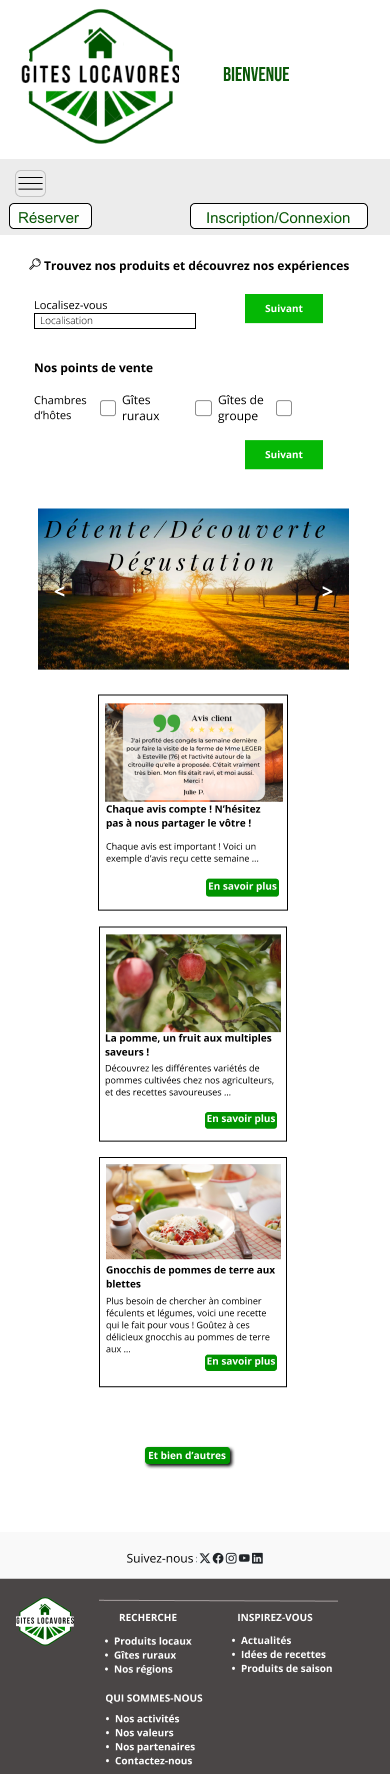 GITES LOCAVORES
BIENVENUE
Réserver
Inscription/Connexion
Trouvez nos produits et découvrez nos expériences
Localisez-vous
Localisation
Suivant
Nos points de vente
Chambres
d'hôtes
Gîtes
ruraux
Gîtes de
groupe
Suivant
Détente/Découverte
Dégustation
< >
Avis client
J'ai profité des congés la semaine dernière
pour faire la visite de la ferme de Mme LEGER
à Esteville (76) et l'activité autour de la
citrouille qu'elle a proposée. C'était vraiment
très bien. Mon fils était ravi, et moi aussi.
Merci !
Julie P.
Chaque avis compte ! N'hésitez
pas à nous partager le vôtre !
Chaque avis est important ! Voici un
exemple d'avis reçu cette semaine ...
En savoir plus
La pomme, un fruit aux multiples
saveurs !
Découvrez les différentes variétés de
pommes cultivées chez nos agriculteurs,
et des recettes savoureuses ...
En savoir plus
Gnocchis de pommes de terre aux
blettes
Plus besoin de chercher àn combiner
féculents et légumes, voici une recette
qui le fait pour vous ! Goûtez à ces
délicieux gnocchis au pommes de terre
aux ...
En savoir plus
Et bien d'autres
Suivez-nous :
GITES LOCAVORES
RECHERCHE
• Produits locaux
• Gîtes ruraux
• Nos régions
INSPIREZ-VOUS
• Actualités
• Idées de recettes
• Produits de saison
QUI SOMMES-NOUS
• Nos activités
• Nos valeurs
• Nos partenaires
• Contactez-nous